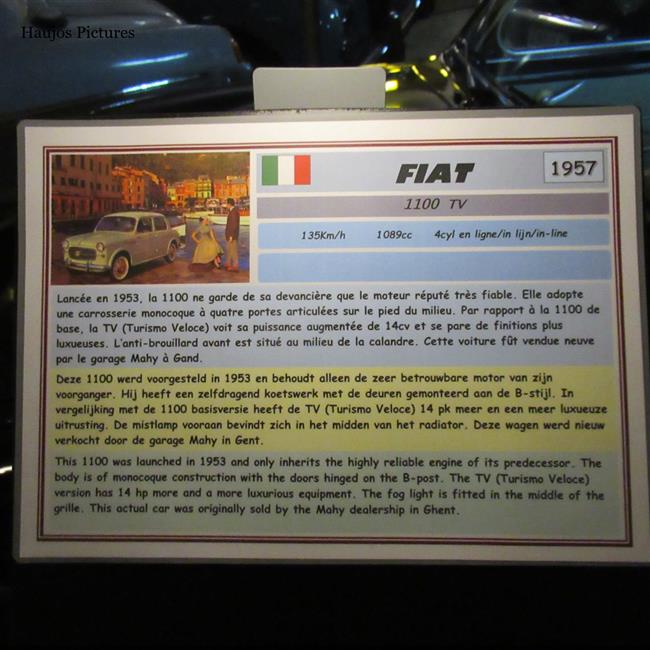 Haujos Pictures
FIAT
1957
1100 TV
135Km/h 1089cc 4cyl en ligne/in lijn/in-line
Lancée en 1953, la 1100 ne garde de sa devancière que le moteur réputé très fiable. Elle adopte
une carrosserie monocoque à quatre portes articulées sur le pied du milieu. Par rapport à la 1100 de
base, la TV (Turismo Veloce) voit sa puissance augmentée de 14cv et se pare de finitions plus
luxueuses. L'anti-brouillard avant est situé au milieu de la calandre. Cette voiture fût vendue neuve
par le garage Mahy à Gand.
Deze 1100 werd voorgesteld in 1953 en behoudt alleen de zeer betrouwbare motor van zijn
voorganger. Hij heeft een zelfdragend koetswerk met de deuren gemonteerd aan de B-stijl. In
vergelijking met de 1100 basisversie heeft de TV (Turismo Veloce) 14 pk meer en een meer luxueuze
uitrusting. De mistlamp vooraan bevindt zich in het midden van het radiator. Deze wagen werd nieuw
verkocht door de garage Mahy in Gent.
This 1100 was launched in 1953 and only inherits the highly reliable engine of its predecessor. The
body is of monocoque construction with the doors hinged on the B-post. The TV (Turismo Veloce)
version has 14 hp more and a more luxurious equipment. The fog light is fitted in the middle of the
grille. This actual car was originally sold by the Mahy dealership in Ghent.